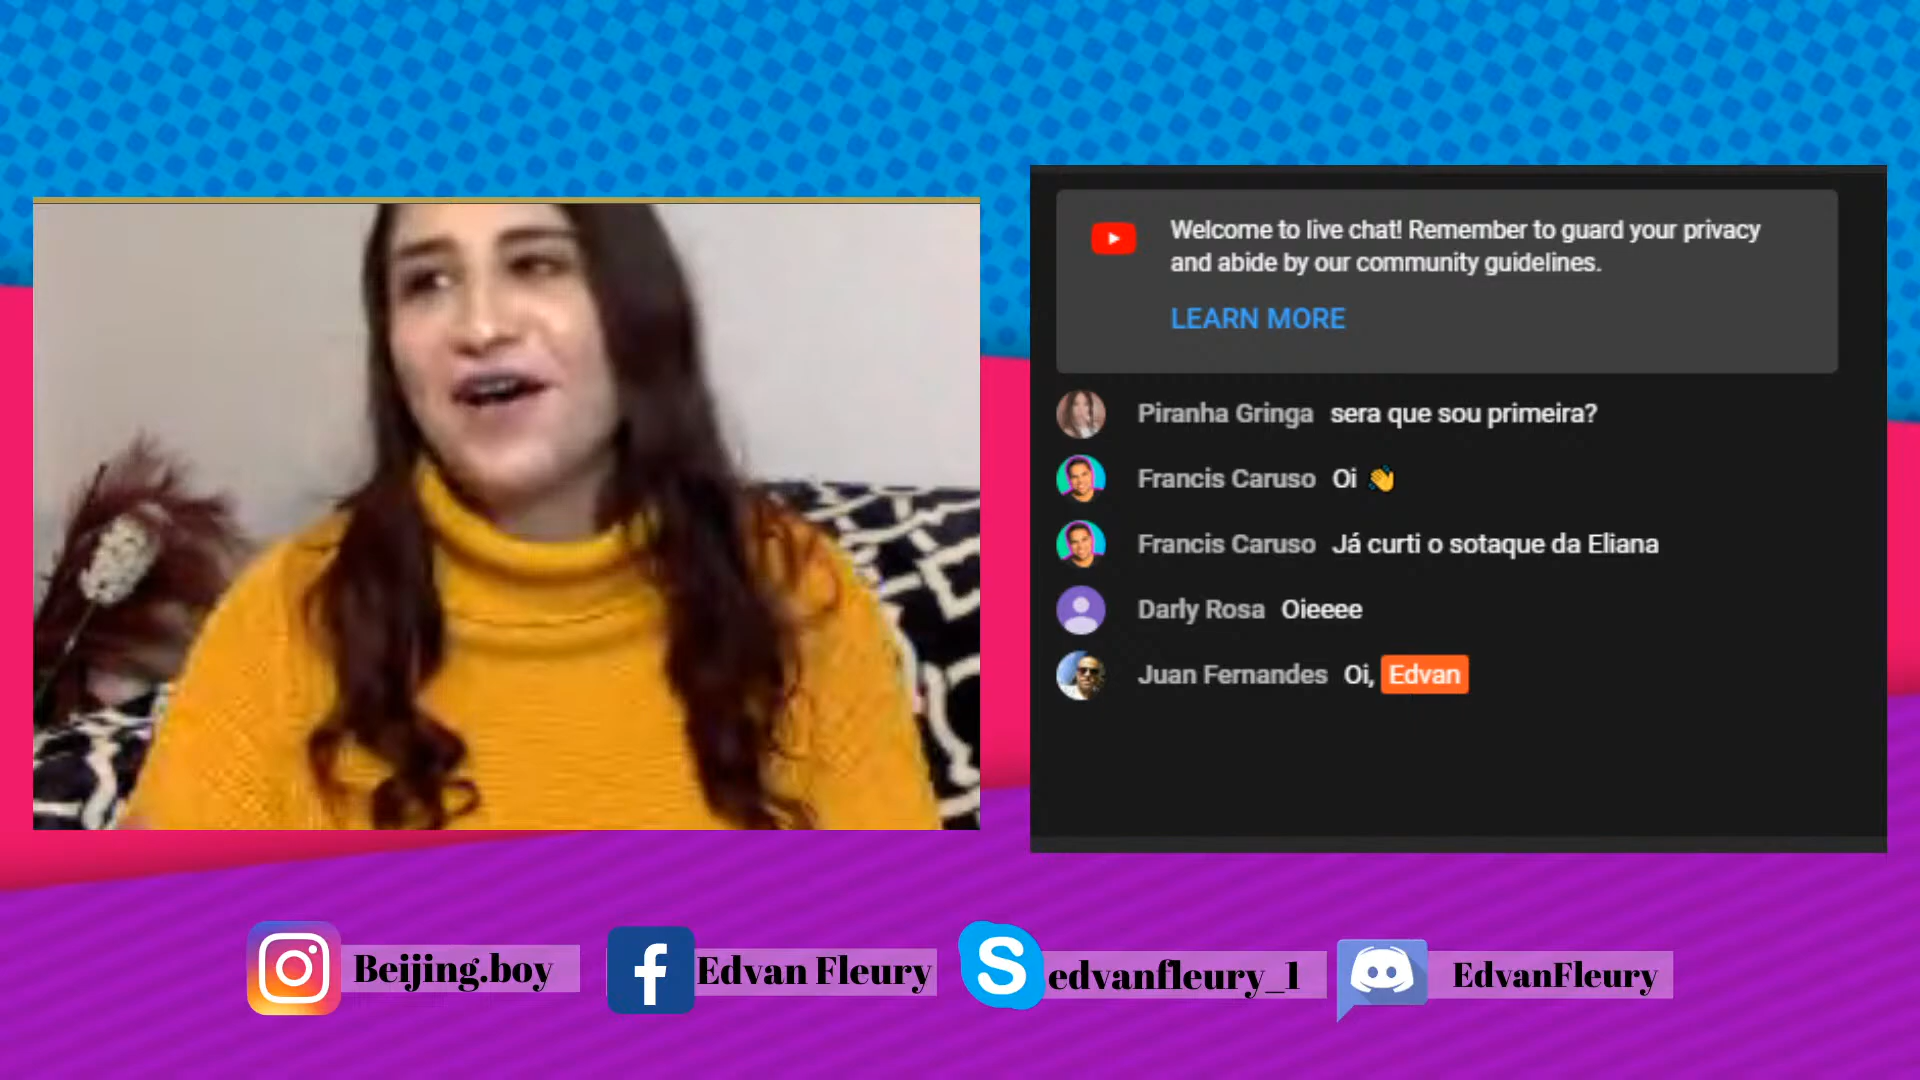 Welcome to live chat! Remember to guard your privacy
and abide by our community guidelines.
LEARN MORE
Piranha Gringa sera que sou primeira?
Francis Caruso Oi 👏
Francis Caruso Já curti o sotaque da Eliana
Darly Rosa Oieeee
Juan Fernandes Oi, Edvan
Beijing.boy
Edvan Fleury
edvanfleury_1
EdvanFleury